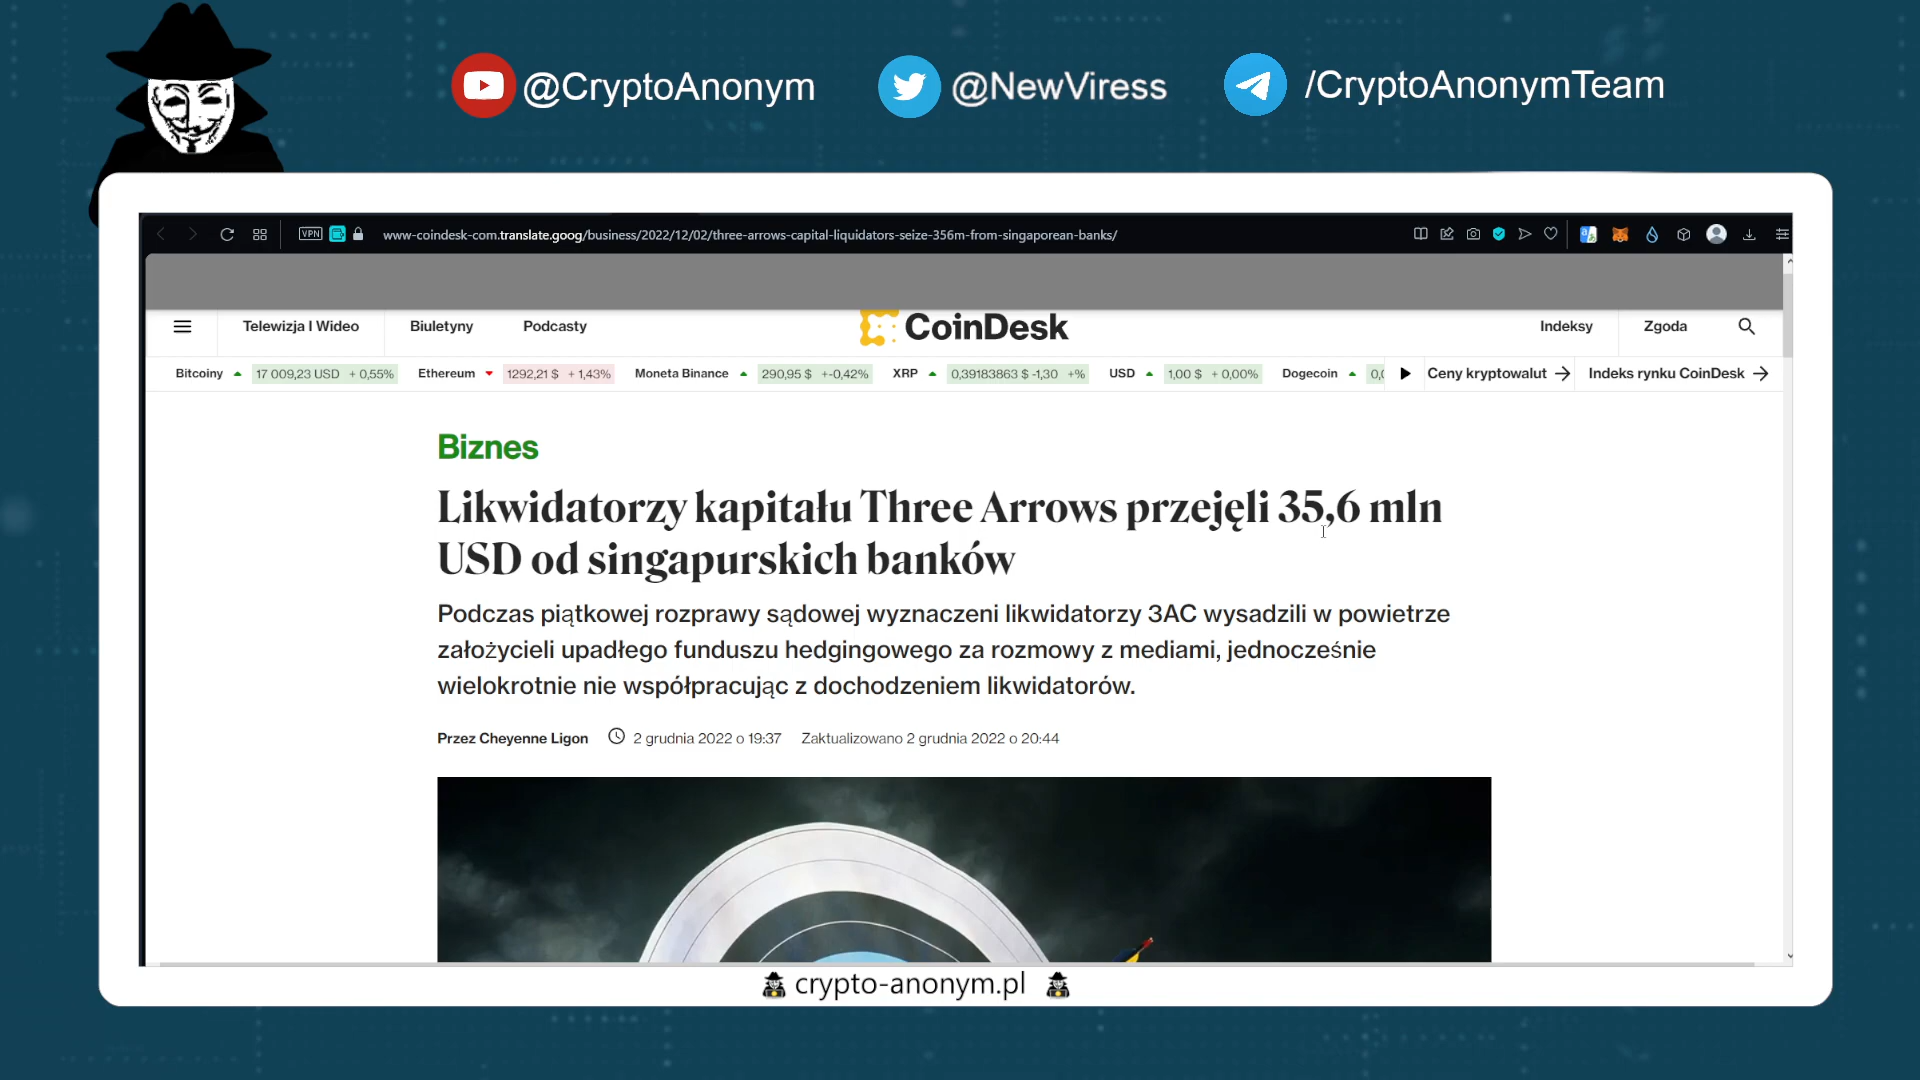 @CryptoAnonym @NewViress /CryptoAnonymTeam
VPN www-coindesk-com.translate.goog/business/2022/12/02/three-arrows-capital-liquidators-seize-356m-from-singaporean-banks/
Telewizja I Wideo Biuletyny Podcasty CoinDesk Indeksy Zgoda
Bitcoiny 17 009,23 USD + 0,55% Ethereum 1292,21 $ + 1,43% Moneta Binance 290,95 $ +-0,42% XRP 0,39183863 $ -1,30 +% USD 1,00 $ + 0,00% Dogecoin Ceny kryptowalut → Indeks rynku CoinDesk →
Biznes
Likwidatorzy kapitału Three Arrows przejęli 35,6 mln
USD od singapurskich banków
Podczas piątkowej rozprawy sądowej wyznaczeni likwidatorzy 3AC wysadzili w powietrze
założycieli upadłego funduszu hedgingowego za rozmowy z mediami, jednocześnie
wielokrotnie nie współpracując z dochodzeniem likwidatorów.
Przez Cheyenne Ligon 2 grudnia 2022 o 19:37 Zaktualizowano 2 grudnia 2022 o 20:44
crypto-anonym.pl